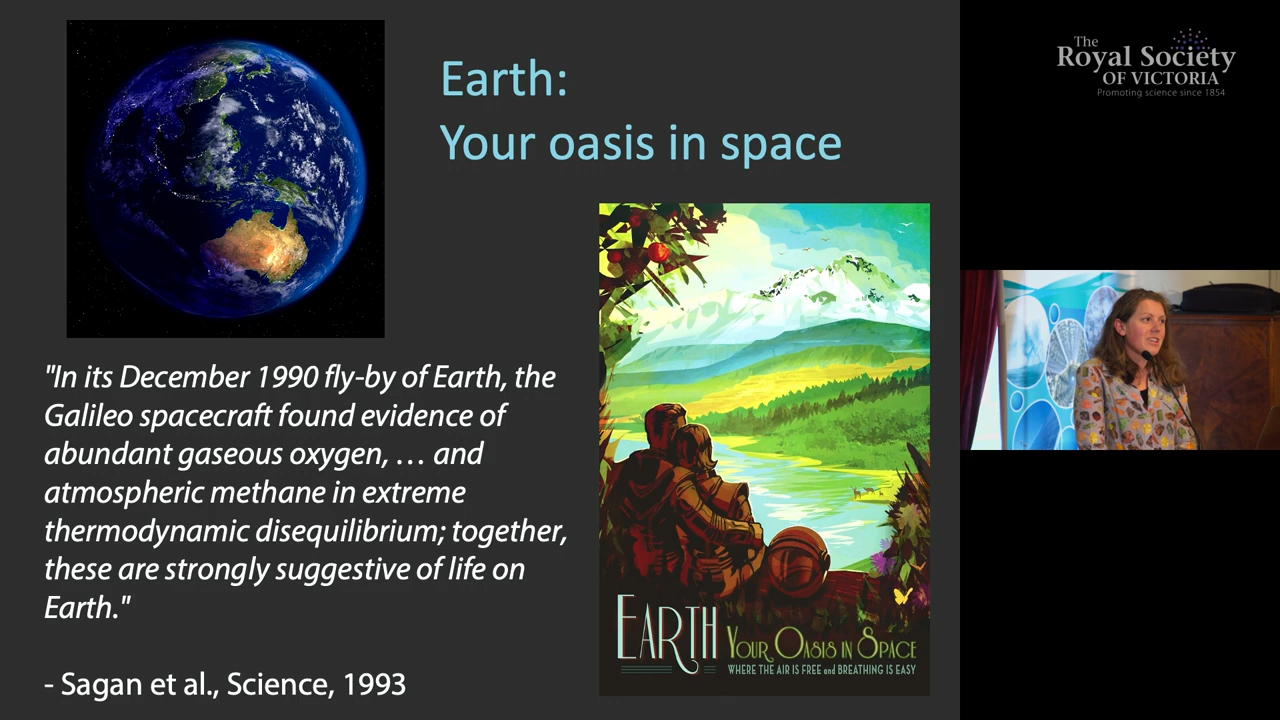 Earth:
Your oasis in space
"In its December 1990 fly-by of Earth, the
Galileo spacecraft found evidence of
abundant gaseous oxygen, … and
atmospheric methane in extreme
thermodynamic disequilibrium; together,
these are strongly suggestive of life on
Earth."
- Sagan et al., Science, 1993
EARTH YOUR OASIS IN SPACE
WHERE THE AIR IS FREE and BREATHING IS EASY
The
Royal Society
OF VICTORIA
Promoting science since 1854